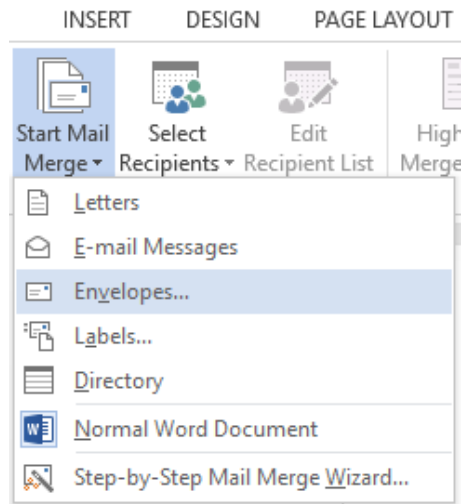 INSERT DESIGN PAGE LAYOUT
Start Mail Select Edit
Merge Recipients Recipient List Merge
Letters
E-mail Messages
Envelopes...
Labels...
Directory
Normal Word Document
Step-by-Step Mail Merge Wizard...